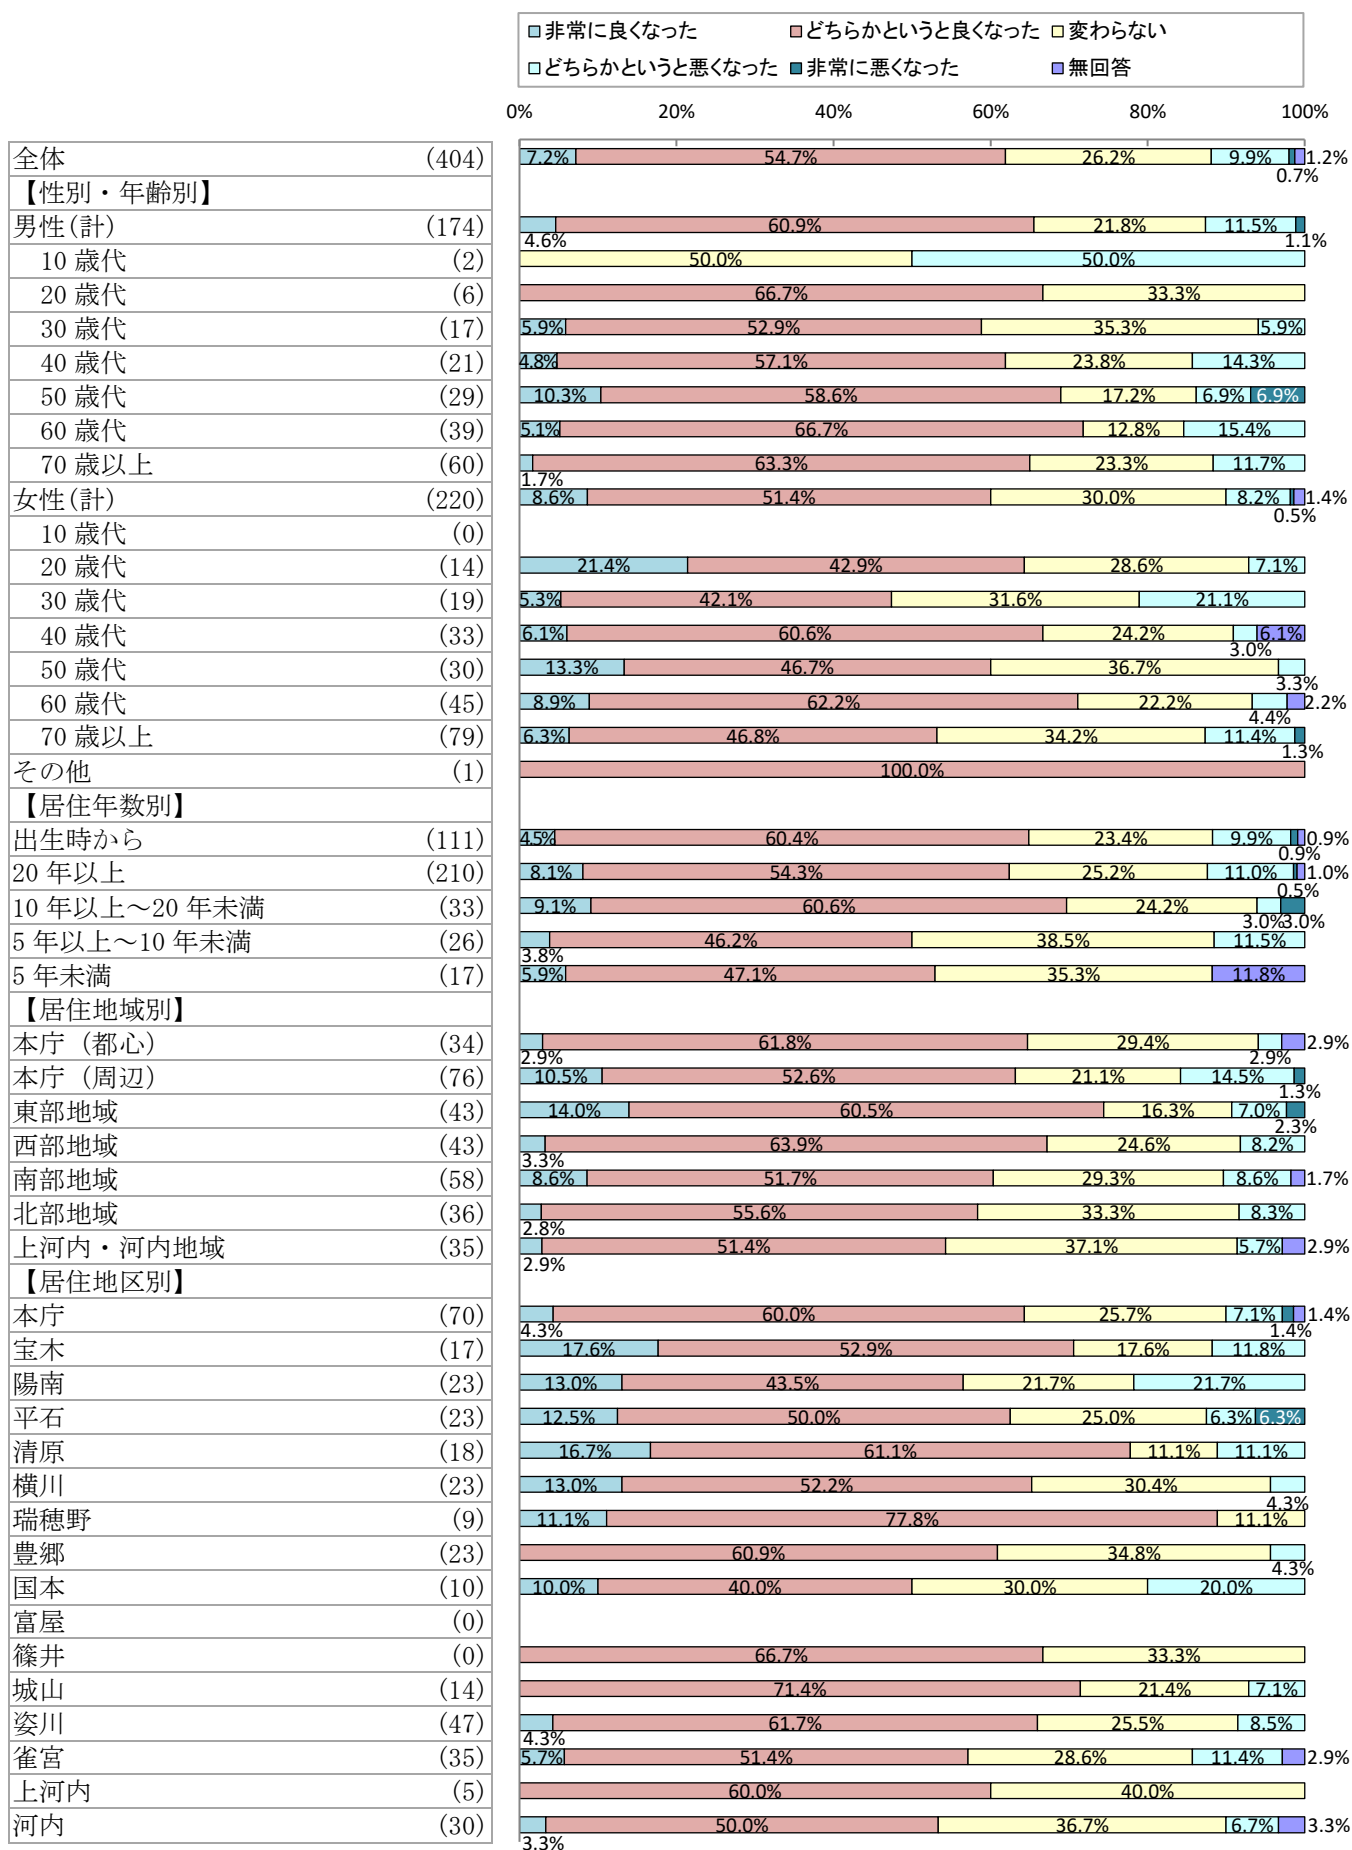 非常に良くなった どちらかというと良くなった 変わらない
どちらかというと悪くなった 非常に悪くなった 無回答
0% 20% 40% 60% 80% 100%
全体 (404) 7.2% 54.7% 26.2% 9.9% 1.2%
0.7%
【性別・年齢別】
男性(計) (174) 60.9% 21.8% 11.5%
4.6% 1.1%
10 歳代 (2) 50.0% 50.0%
20 歳代 (6) 66.7% 33.3%
30 歳代 (17) 5.9% 52.9% 35.3% 5.9%
40 歳代 (21) 4.8% 57.1% 23.8% 14.3%
50 歳代 (29) 10.3% 58.6% 17.2% 6.9% 6.9%
60 歳代 (39) 5.1% 66.7% 12.8% 15.4%
70 歳以上 (60) 63.3% 23.3% 11.7%
1.7%
女性(計) (220) 8.6% 51.4% 30.0% 8.2% 1.4%
0.5%
10 歳代 (0)
20 歳代 (14) 21.4% 42.9% 28.6% 7.1%
30 歳代 (19) 5.3% 42.1% 31.6% 21.1%
40 歳代 (33) 6.1% 60.6% 24.2% 6.1%
3.0%
50 歳代 (30) 13.3% 46.7% 36.7%
3.3%
60 歳代 (45) 8.9% 62.2% 22.2% 2.2%
4.4%
70 歳以上 (79) 6.3% 46.8% 34.2% 11.4%
1.3%
その他 (1) 100.0%
【居住年数別】
出生時から (111) 4.5% 60.4% 23.4% 9.9% 0.9%
0.9%
20 年以上 (210) 8.1% 54.3% 25.2% 11.0% 1.0%
0.5%
10 年以上～20 年未満 (33) 9.1% 60.6% 24.2%
3.0% 3.0%
5 年以上～10 年未満 (26) 46.2% 38.5% 11.5%
3.8%
5 年未満 (17) 5.9% 47.1% 35.3% 11.8%
【居住地域別】
本庁（都心） (34) 61.8% 29.4% 2.9%
2.9% 2.9%
本庁（周辺） (76) 10.5% 52.6% 21.1% 14.5%
1.3%
東部地域 (43) 14.0% 60.5% 16.3% 7.0%
2.3%
西部地域 (43) 63.9% 24.6% 8.2%
3.3%
南部地域 (58) 8.6% 51.7% 29.3% 8.6% 1.7%
北部地域 (36) 55.6% 33.3% 8.3%
2.8%
上河内・河内地域 (35) 51.4% 37.1% 5.7% 2.9%
2.9%
【居住地区別】
本庁 (70) 60.0% 25.7% 7.1% 1.4%
4.3% 1.4%
宝木 (17) 17.6% 52.9% 17.6% 11.8%
陽南 (23) 13.0% 43.5% 21.7% 21.7%
平石 (23) 12.5% 50.0% 25.0% 6.3% 6.3%
清原 (18) 16.7% 61.1% 11.1% 11.1%
横川 (23) 13.0% 52.2% 30.4%
4.3%
瑞穂野 (9) 11.1% 77.8% 11.1%
豊郷 (23) 60.9% 34.8%
4.3%
国本 (10) 10.0% 40.0% 30.0% 20.0%
富屋 (0)
篠井 (0) 66.7% 33.3%
城山 (14) 71.4% 21.4% 7.1%
姿川 (47) 61.7% 25.5% 8.5%
4.3%
雀宮 (35) 5.7% 51.4% 28.6% 11.4% 2.9%
上河内 (5) 60.0% 40.0%
河内 (30) 50.0% 36.7% 6.7% 3.3%
3.3%